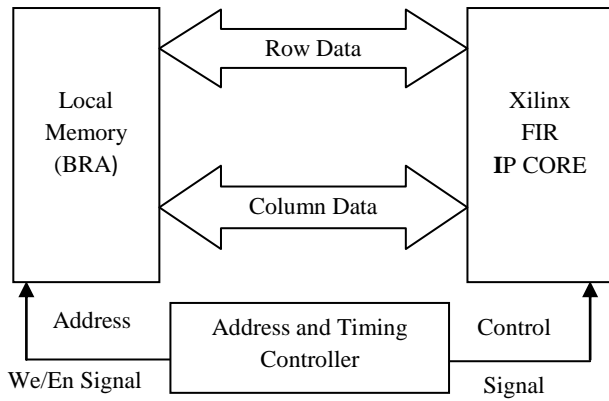 Row Data
Local
Memory
(BRA)
Xilinx
FIR
IP CORE
Column Data
Address
We/En Signal
Address and Timing
Controller
Control
Signal